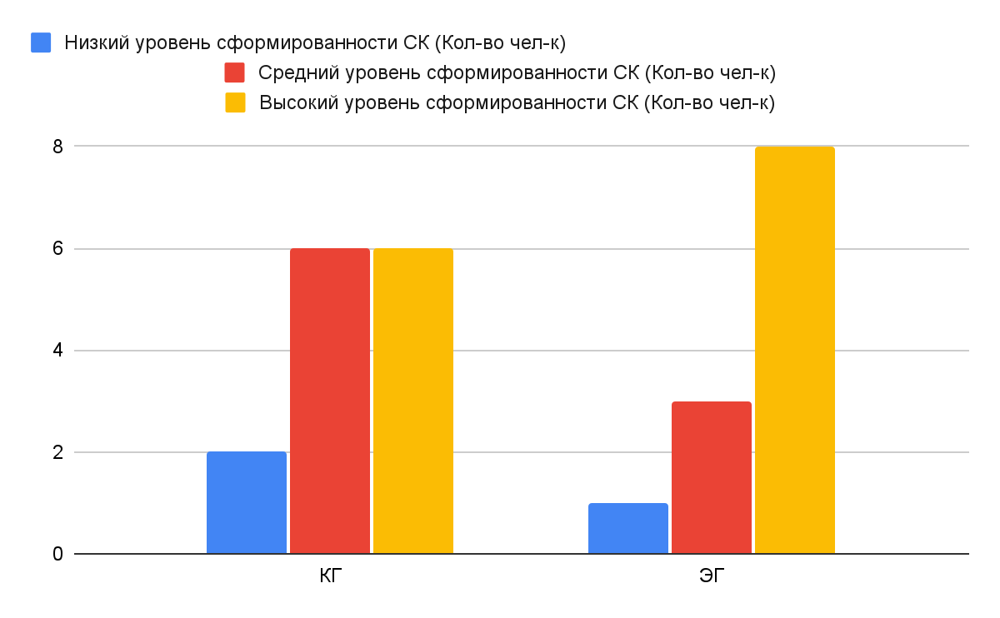 Низкий уровень сформированности СК (Кол-во чел-к)
Средний уровень сформированности СК (Кол-во чел-к)
Высокий уровень сформированности СК (Кол-во чел-к)
8
6
4
2
0
КГ ЭГ